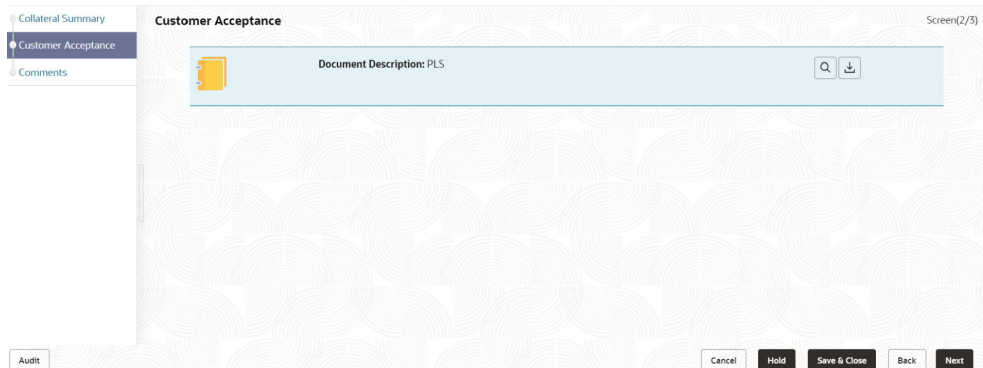 Collateral Summary
Customer Acceptance
Comments
Customer Acceptance
Screen(2/3)
Document Description: PLS
Audit
Cancel
Hold
Save & Close
Back
Next